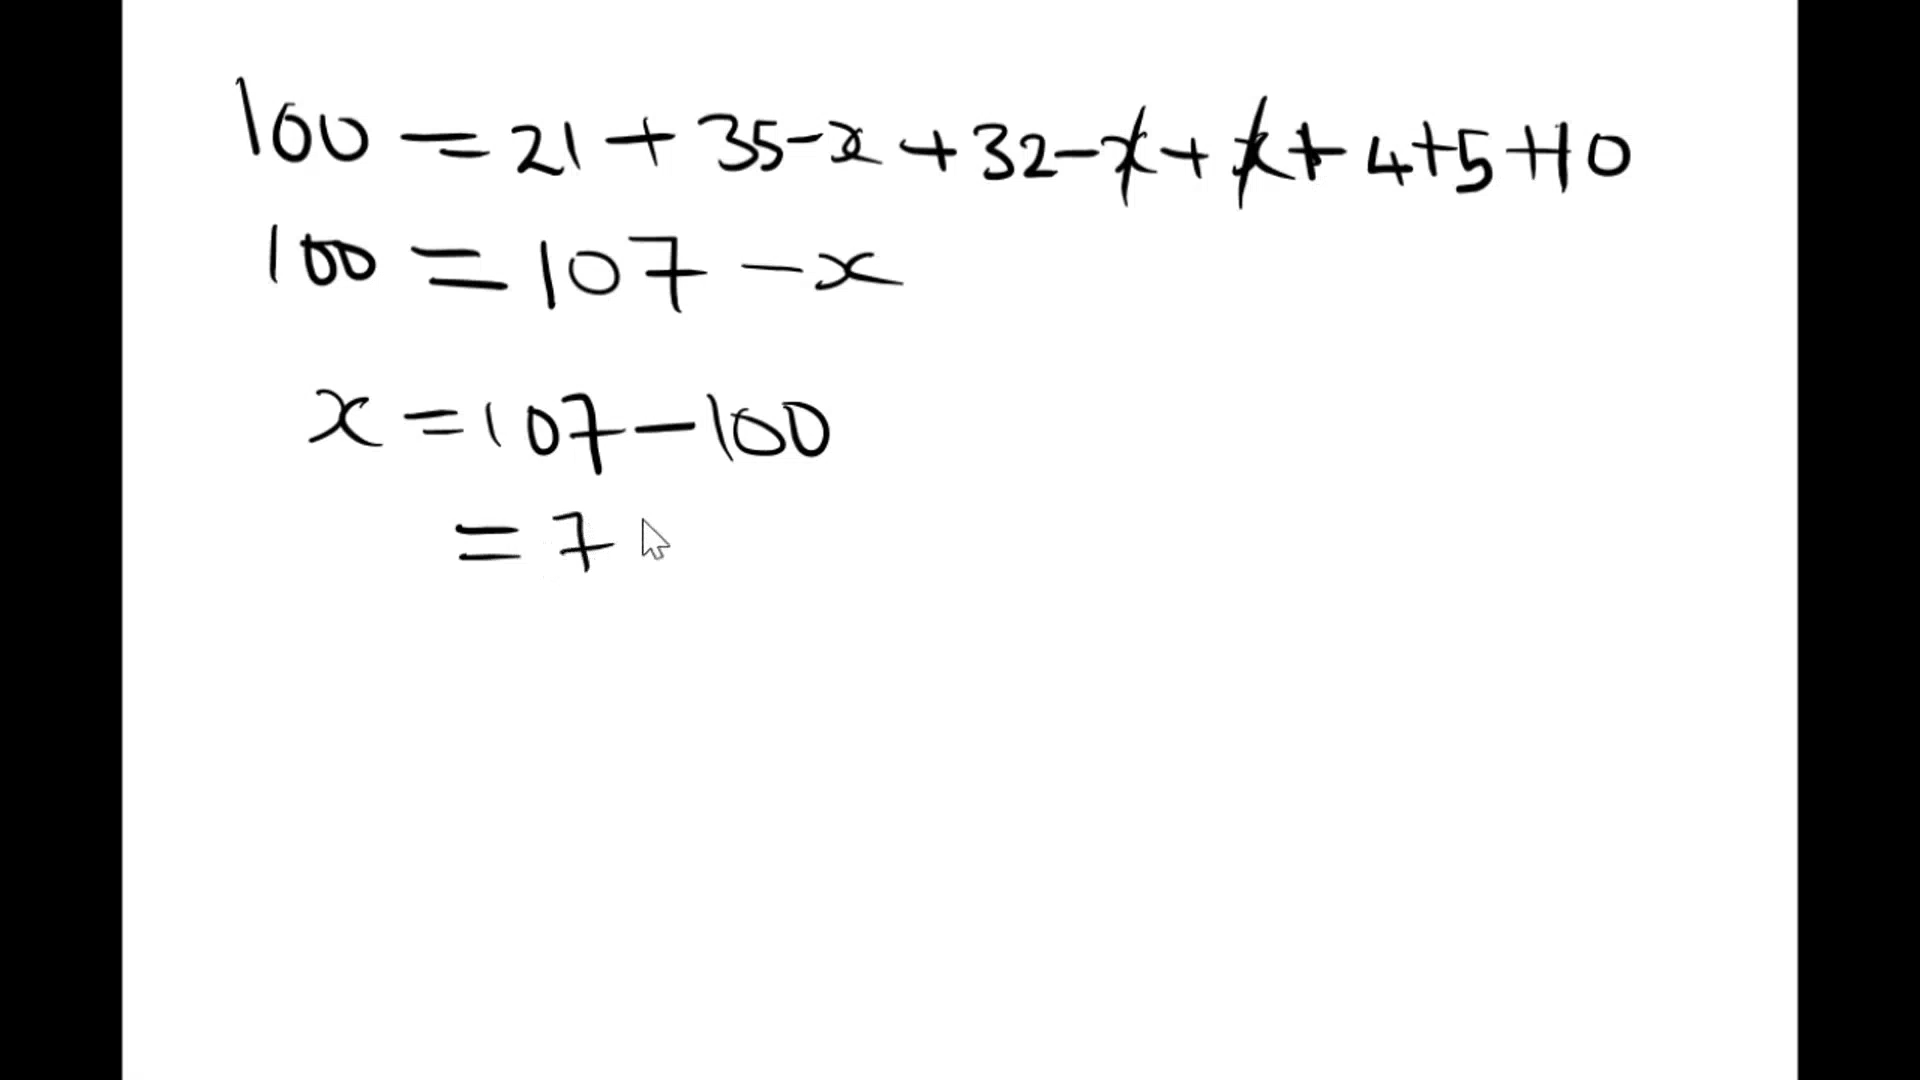 100 = 21 + 35 - x + 32 - x + x + 4 + 5 + 10
100 = 107 - x
x = 107 - 100
= 7